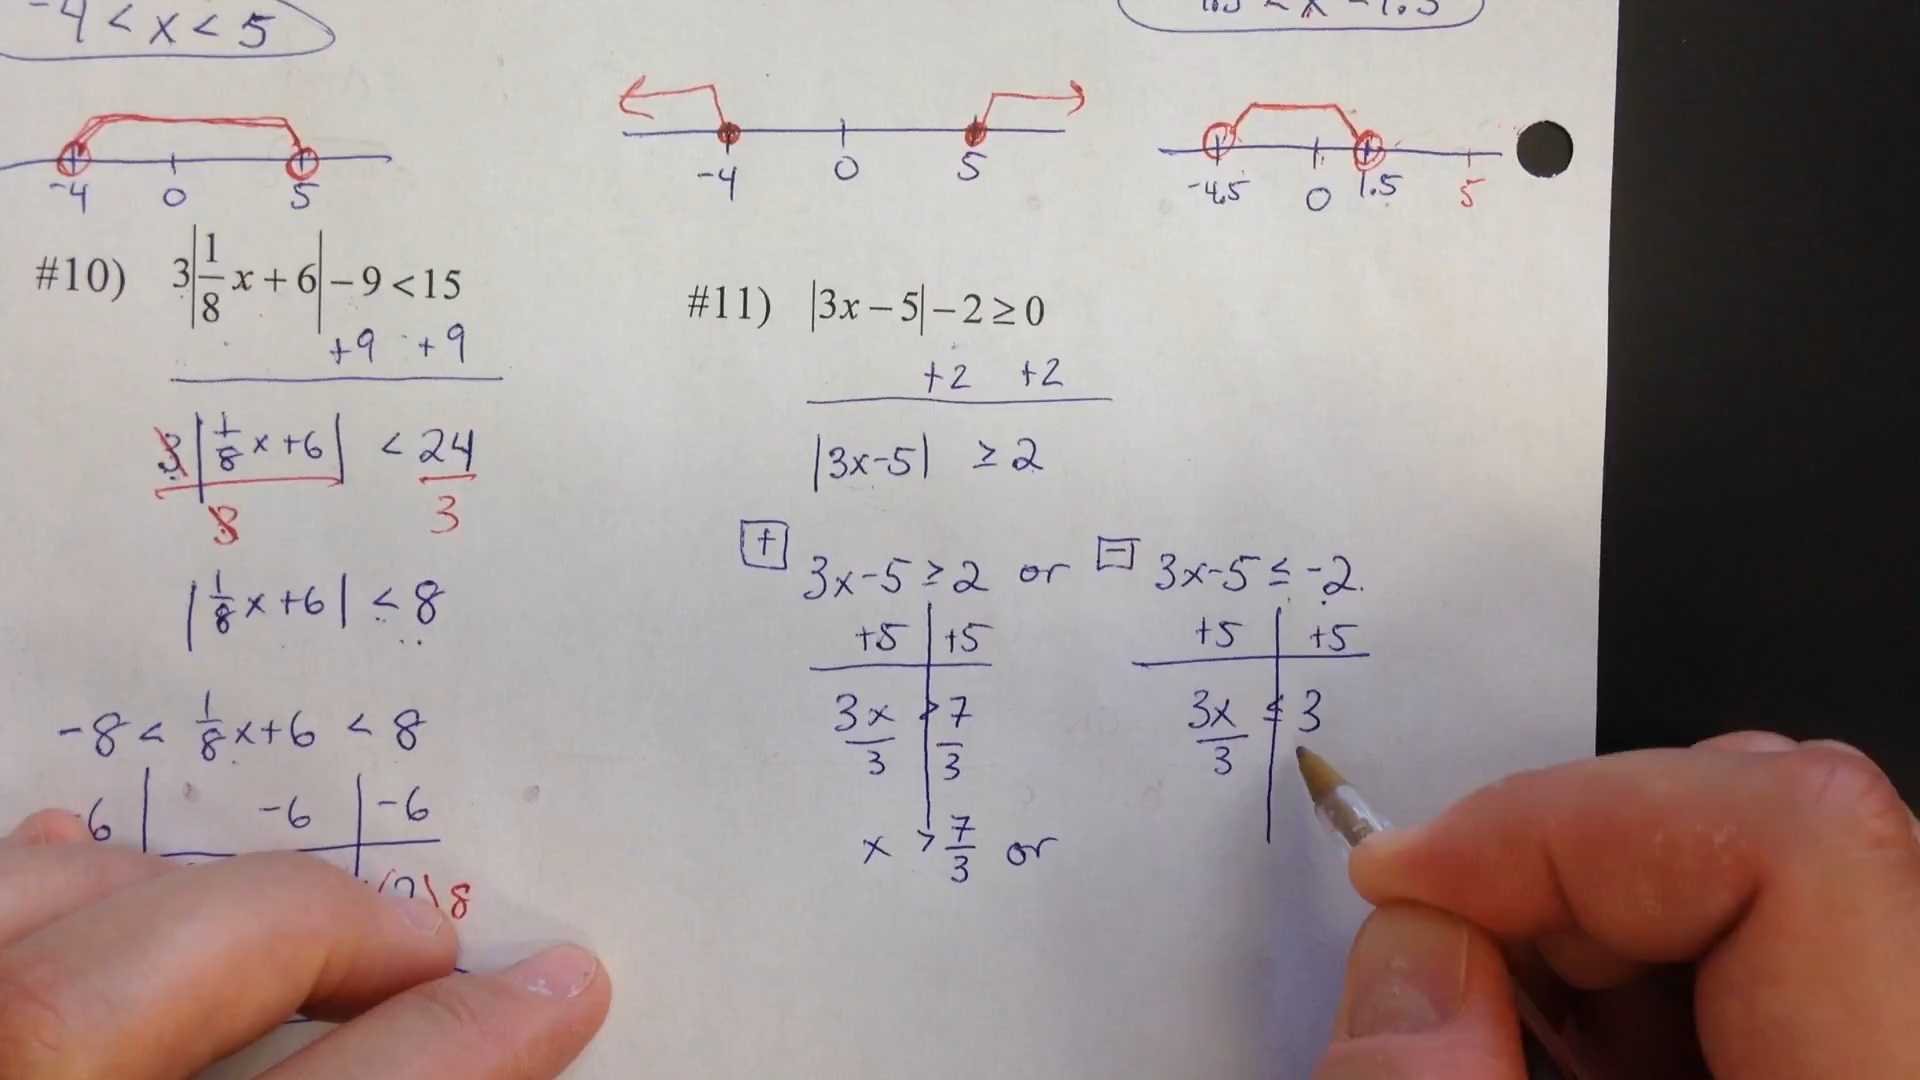 -4 < x < 5
-4 0 5
-4 0 5
-4.5 0 1.5 5
#10) 3|1/8 x + 6| - 9 < 15
+9 +9
3|1/8 x + 6| < 24
3 3
|1/8 x + 6| < 8
-8 < 1/8 x + 6 < 8
-6 -6 -6
8
#11) |3x - 5| - 2 ≥ 0
+2 +2
|3x-5| ≥ 2
+ 3x-5 ≥ 2 or - 3x-5 ≤ -2
+5 +5 +5 +5
3x > 7 3x ≤ 3
3 3 3
x > 7/3 or